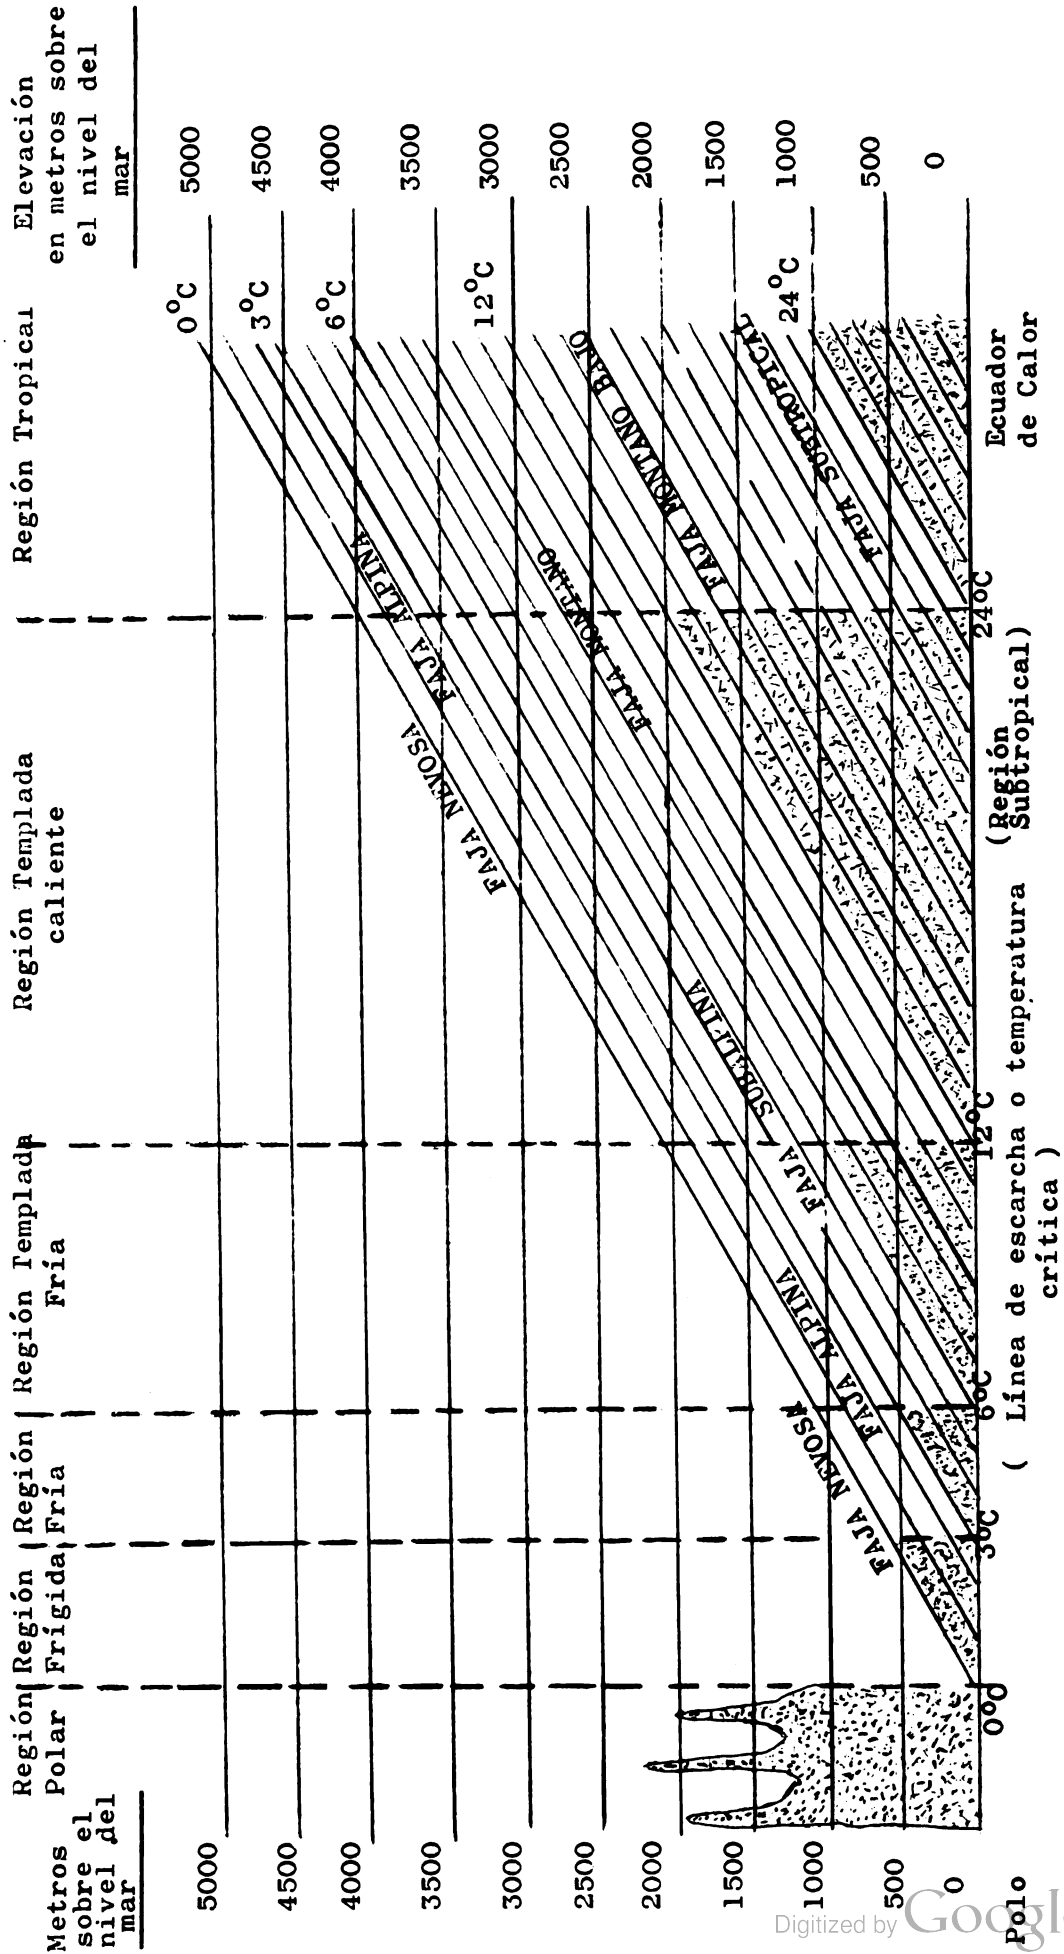 Metros
sobre el
nivel del
mar
Región
Polar
Región
Frígida
Región
Fría
Región Templada
Fría
Región Templada
caliente
Región Tropical
Elevación
en metros sobre
el nivel del
mar
5000
4500
4000
3500
3000
2500
2000
1500
1000
500
0
0°C
3°C
6°C
12°C
24°C
5000
4500
4000
3500
3000
2500
2000
1500
1000
500
0
FAJA NEVOSA
FAJA ALPINA
FAJA SUBALPINA
FAJA NEVOSA
FAJA ALPINA
FAJA MONTANO
FAJA MONTANO BAJO
FAJA SUBTROPICAL
0°C
3°C
6°C
12°C
24°C
Polo
( Línea de escarcha o temperatura
crítica )
(Región
Subtropical)
Ecuador
de Calor
Digitized by Google